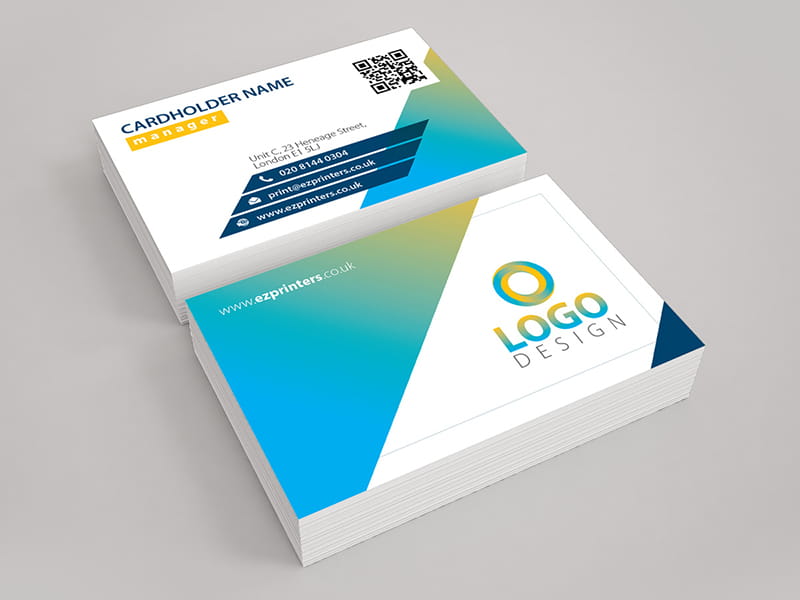 CARDHOLDER NAME
manager
Unit C, 23 Heneage Street,
London E1 5LJ
020 8144 0304
print@ezprinters.co.uk
www.ezprinters.co.uk
www.ezprinters.co.uk
LOGO
DESIGN